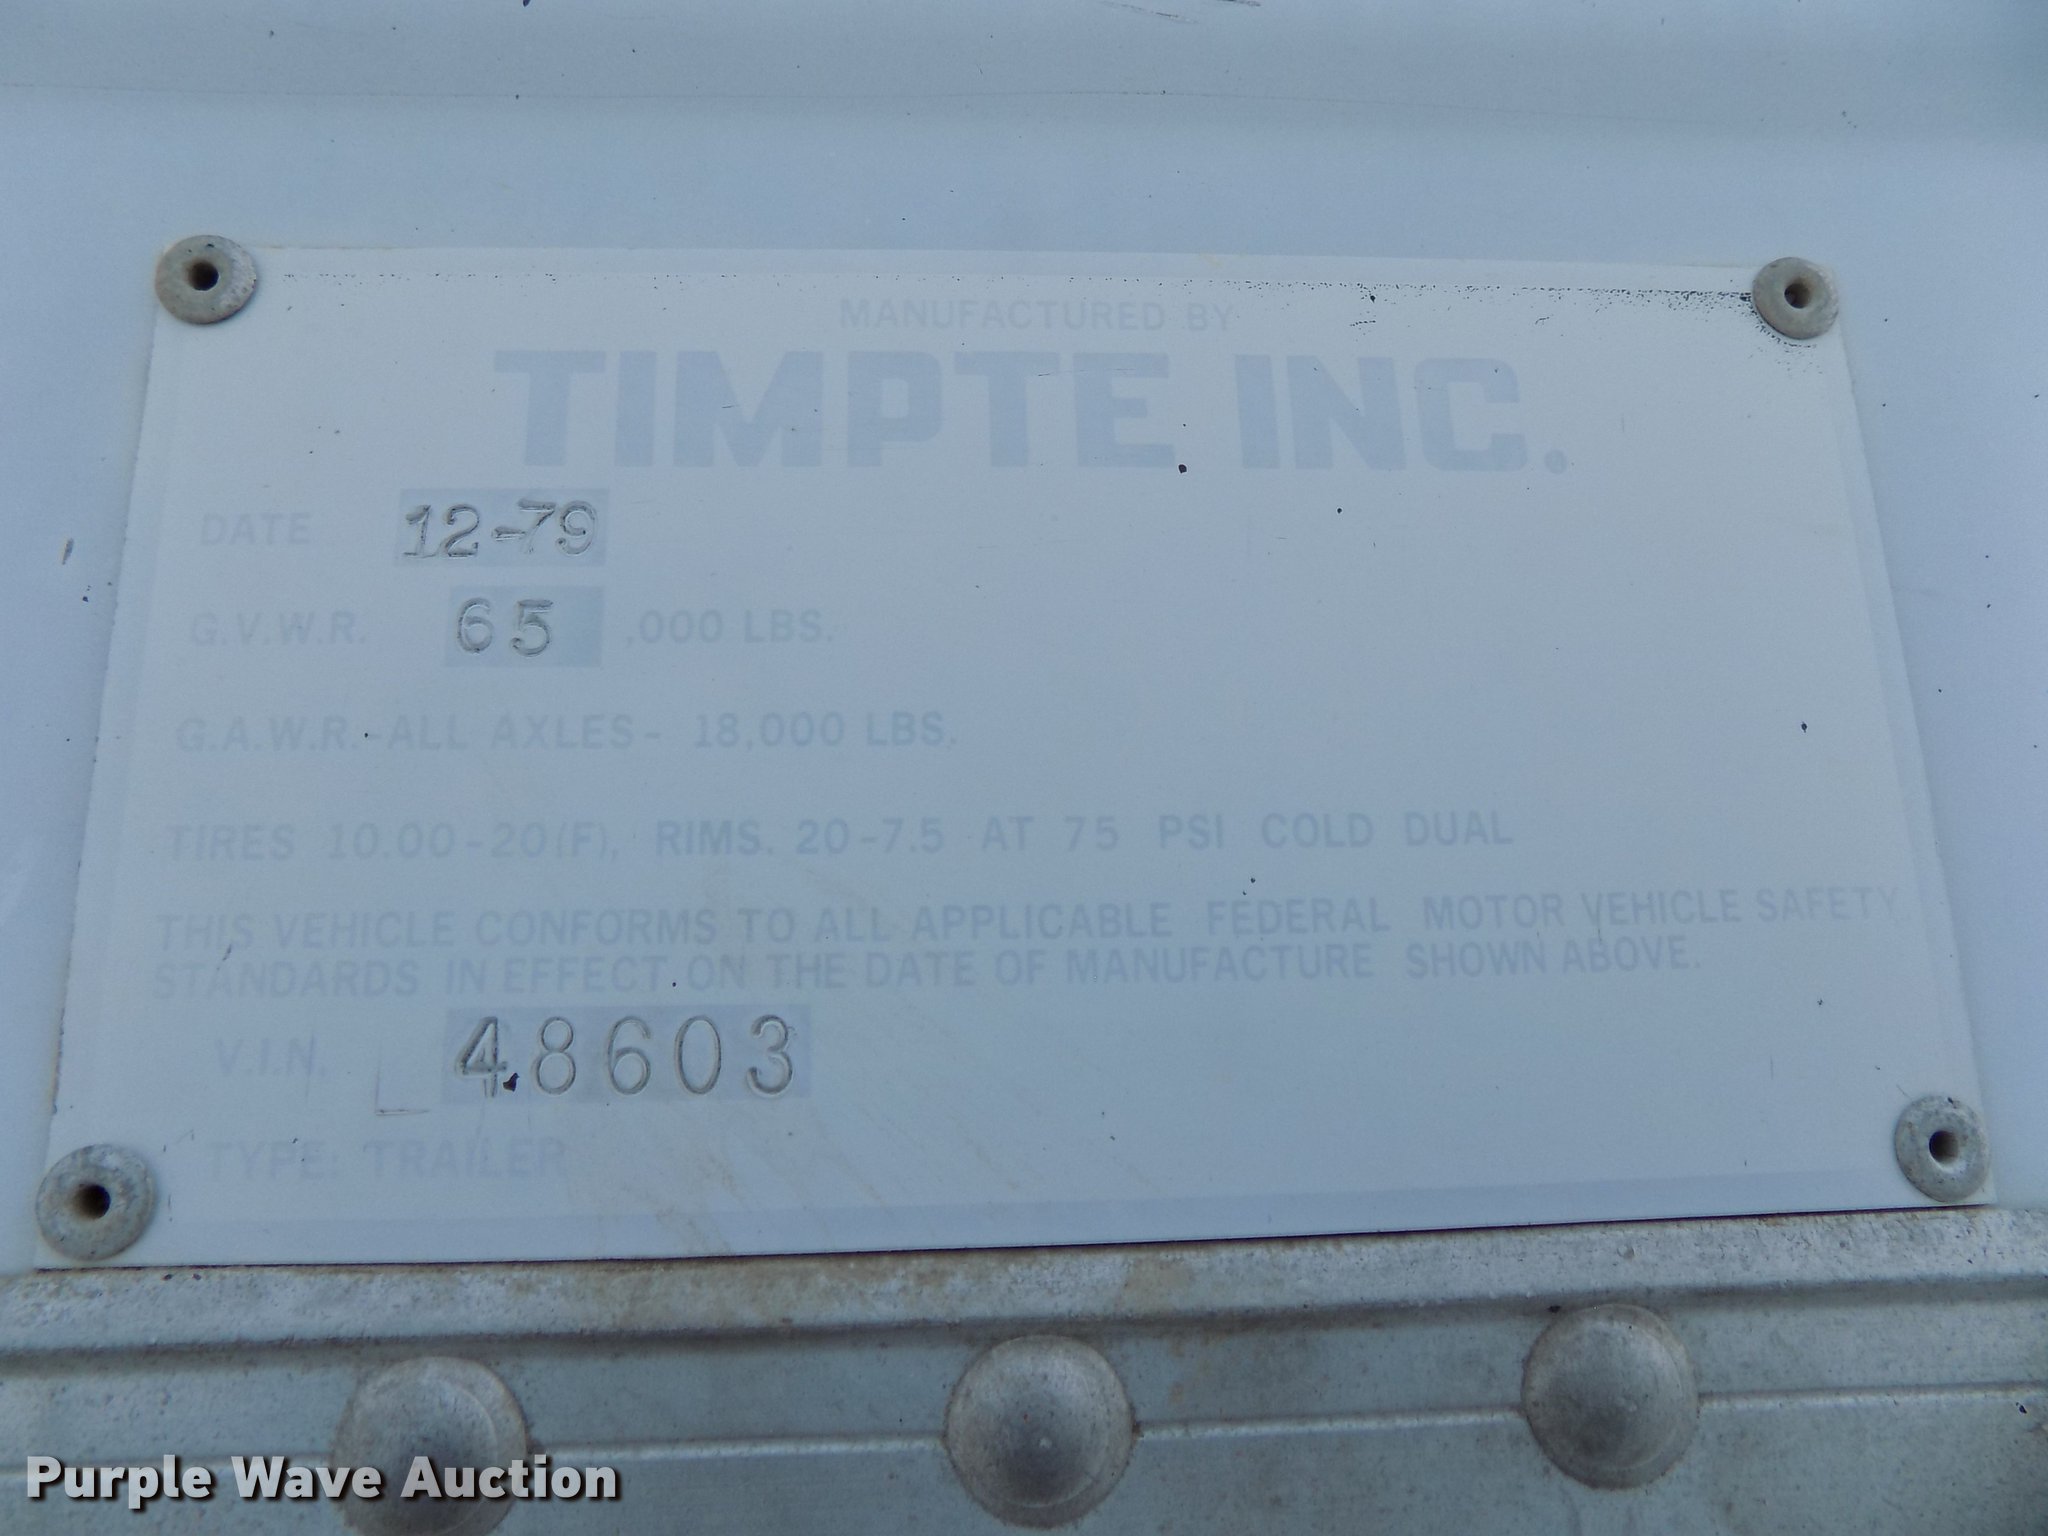 MANUFACTURED BY
TIMPTE INC.
DATE 12-79
G.V.W.R. 65 ,000 LBS.
G.A.W.R.-ALL AXLES- 18,000 LBS.
TIRES 10.00-20(F), RIMS. 20-7.5 AT 75 PSI COLD DUAL
THIS VEHICLE CONFORMS TO ALL APPLICABLE FEDERAL MOTOR VEHICLE SAFETY
STANDARDS IN EFFECT ON THE DATE OF MANUFACTURE SHOWN ABOVE.
V.I.N. 48603
TYPE: TRAILER
Purple Wave Auction